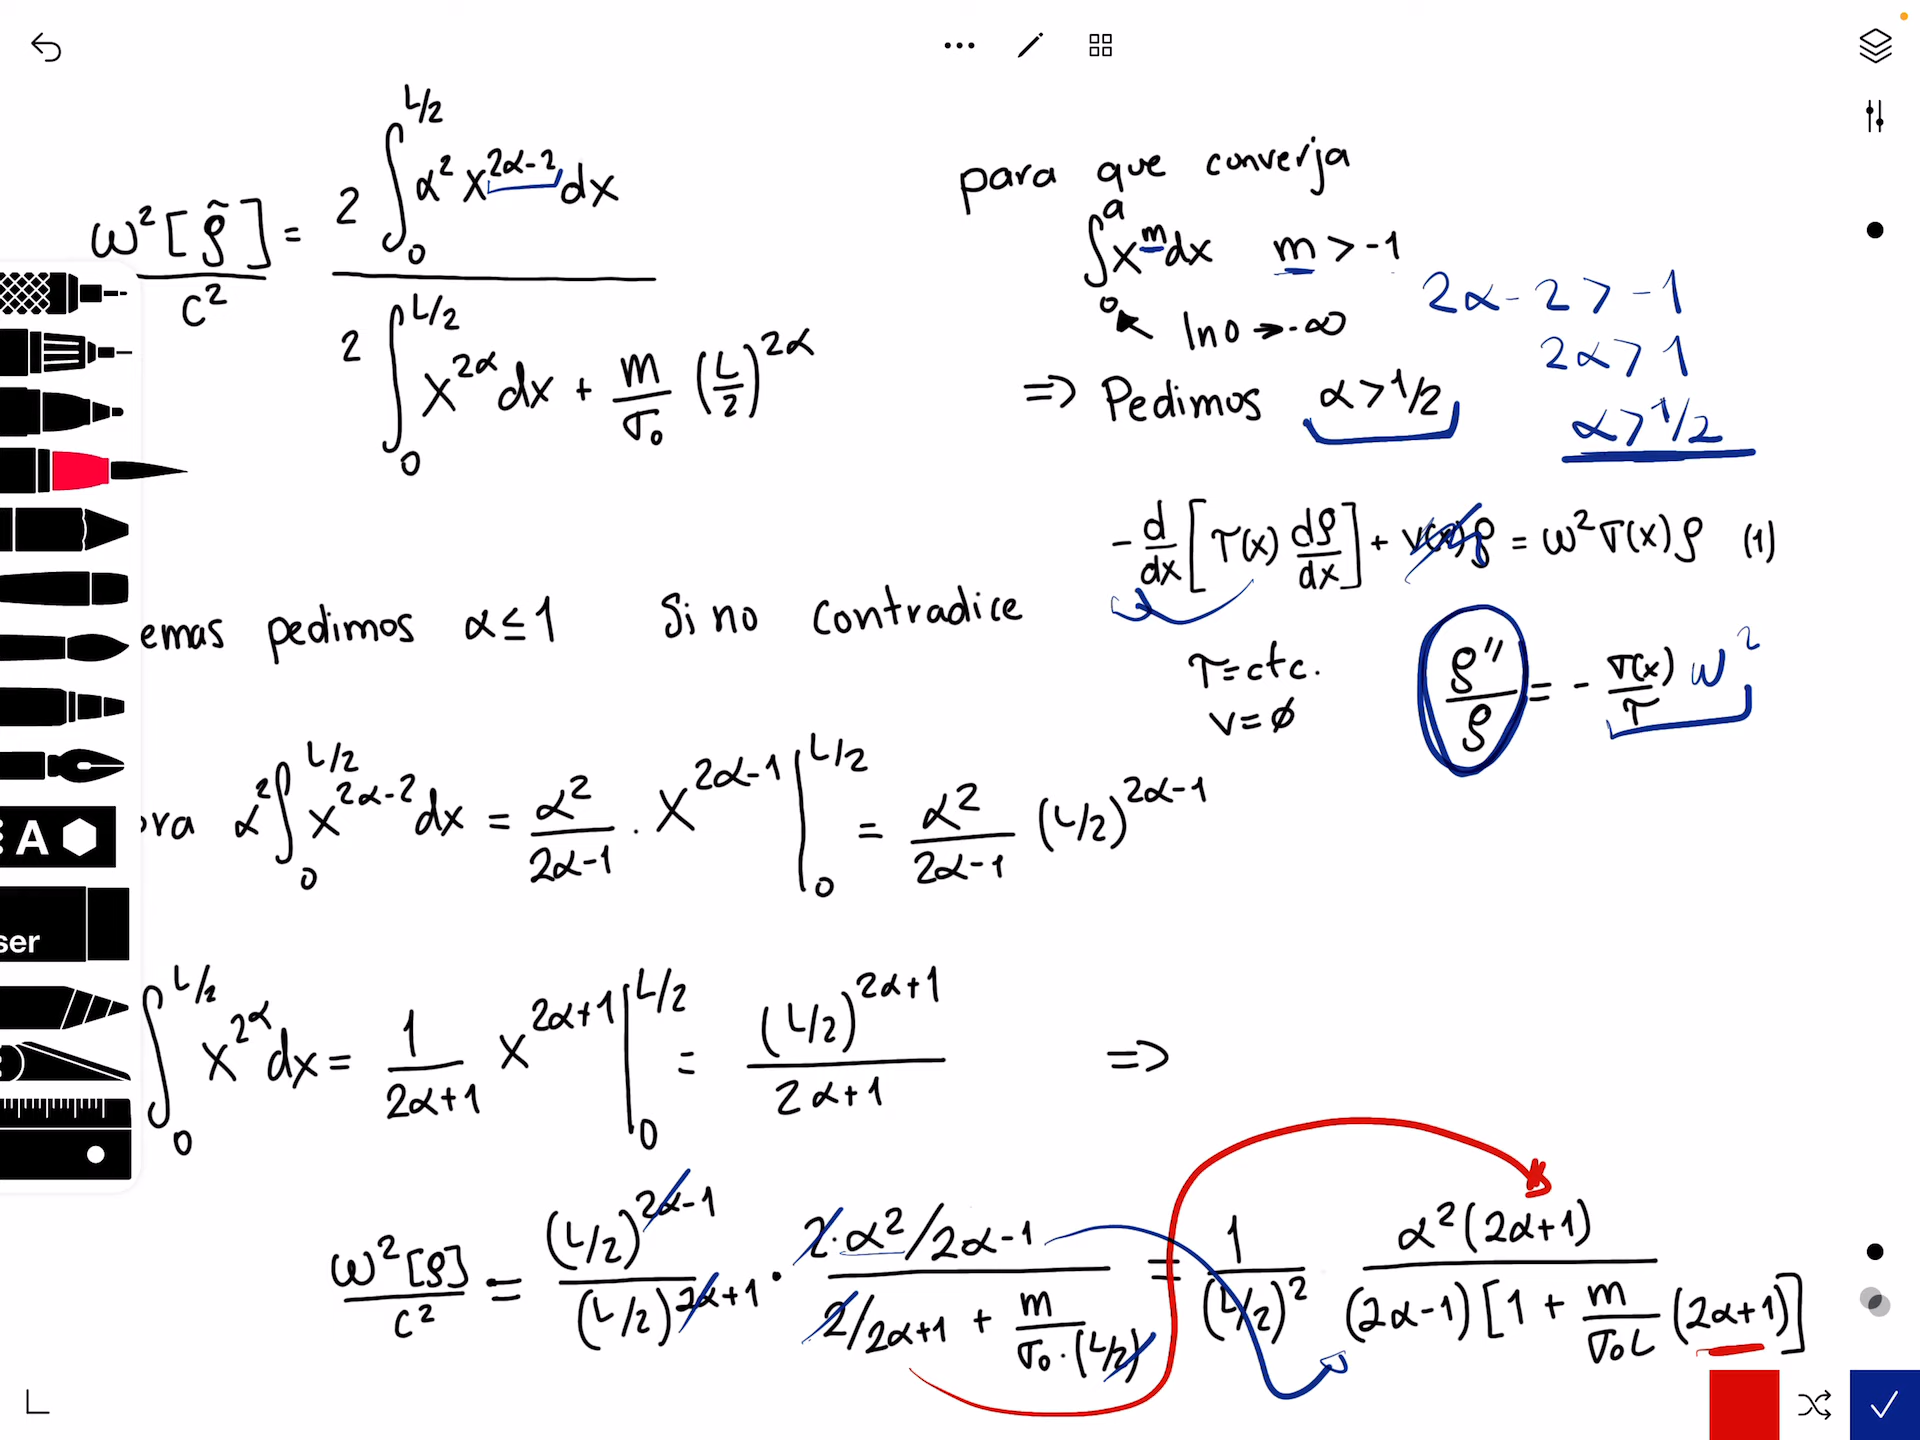 ω²[ρ̃] / c² = 2 ∫₀^{L/2} α² x^{2α-2} dx / 2 ∫₀^{L/2} x^{2α} dx + m/σ₀ (L/2)^{2α}
para que converja
∫₀^a x^m dx m > -1
ln 0 → -∞
2α - 2 > -1
2α > 1
α > 1/2
⇒ Pedimos α > 1/2
- d/dx [τ(x) dρ/dx] + v(x)ρ = ω² σ(x) ρ (1)
emas pedimos α ≤ 1 Si no contradice
τ = ctc.
v = ∅
ρ''/ρ = - σ(x)/τ ω²
ora α² ∫₀^{L/2} x^{2α-2} dx = α²/2α-1 · x^{2α-1} |₀^{L/2} = α²/2α-1 (L/2)^{2α-1}
∫₀^{L/2} x^{2α} dx = 1/2α+1 x^{2α+1} |₀^{L/2} = (L/2)^{2α+1} / 2α+1 ⇒
ω²[ρ] / c² = (L/2)^{2α-1} / (L/2)^{2α+1} · 2·α²/2α-1 / 2/2α+1 + m/σ₀·(L/2) = 1/(L/2)² α²(2α+1) / (2α-1)[1 + m/σ₀L (2α+1)]
A
ser